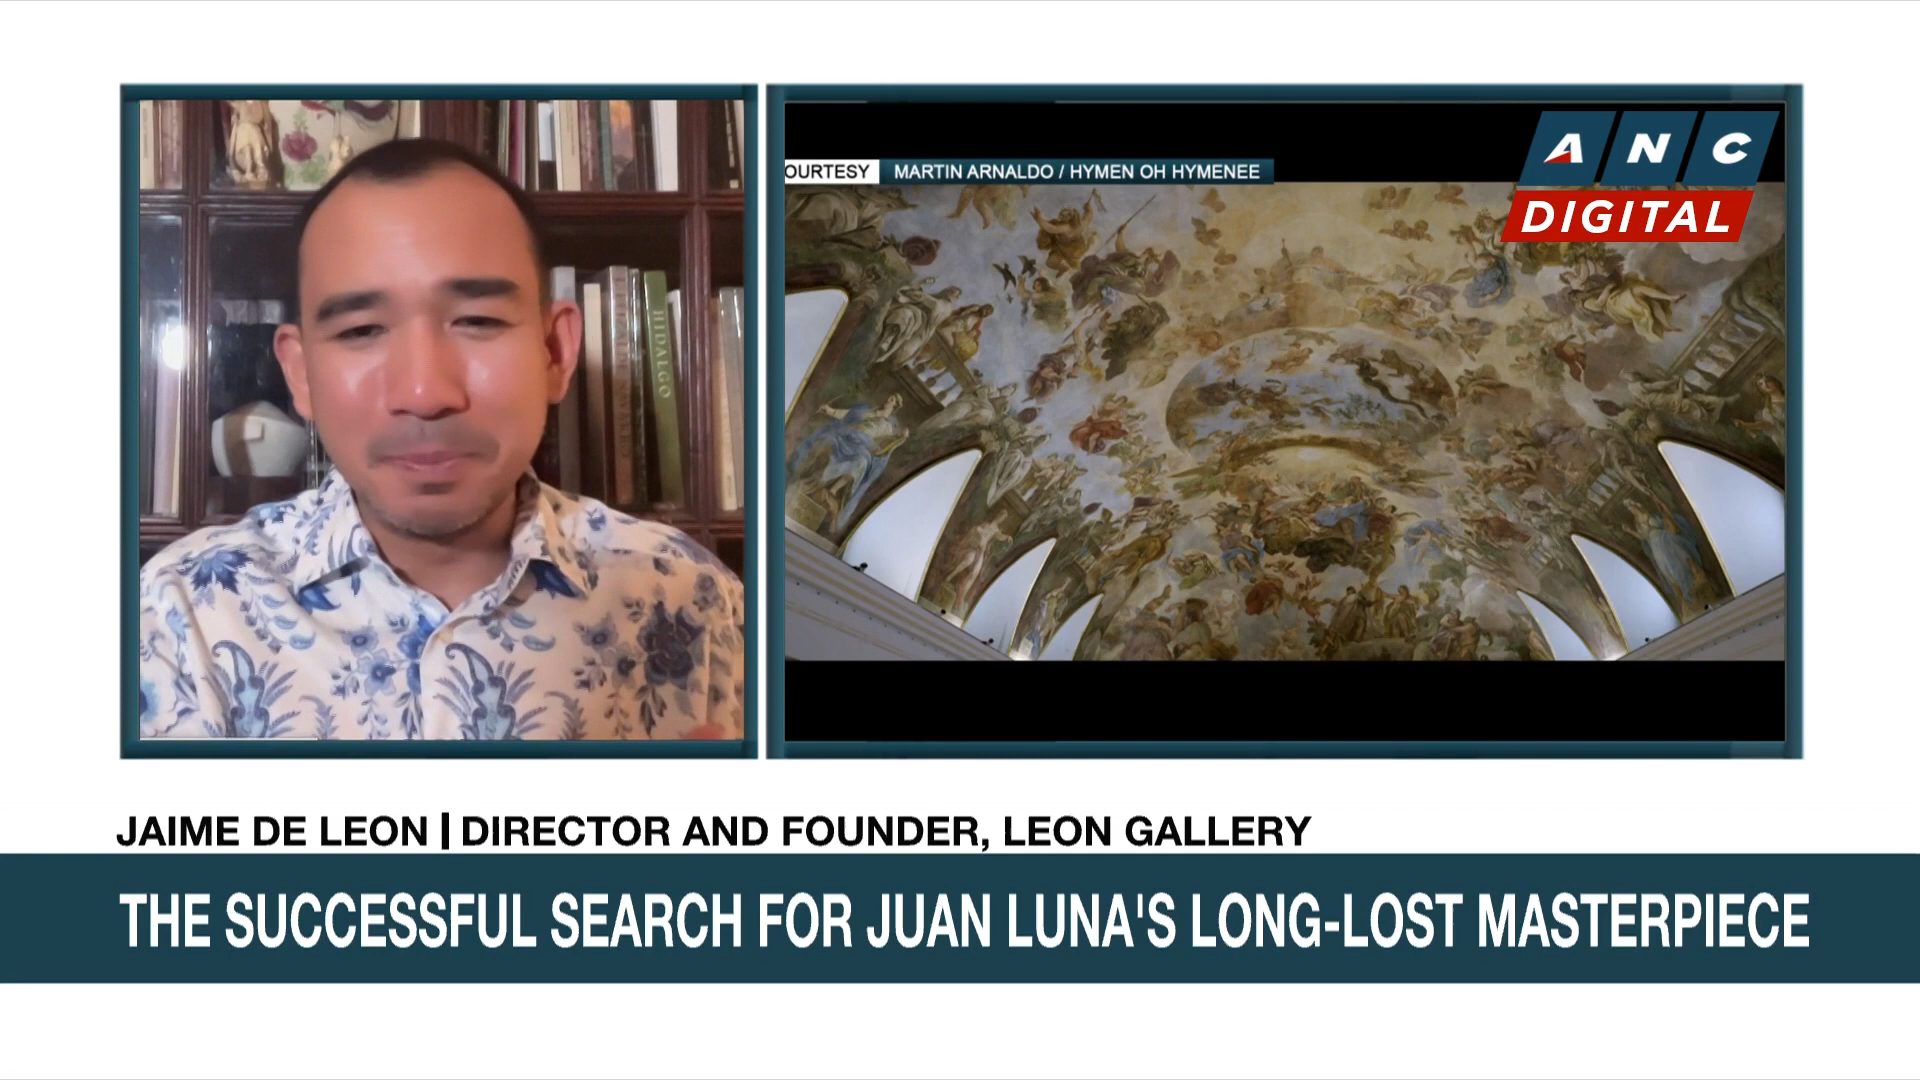 HIDALGO
OURTESY MARTIN ARNALDO / HYMEN OH HYMENEE
ANC
DIGITAL
JAIME DE LEON | DIRECTOR AND FOUNDER, LEON GALLERY
THE SUCCESSFUL SEARCH FOR JUAN LUNA'S LONG-LOST MASTERPIECE